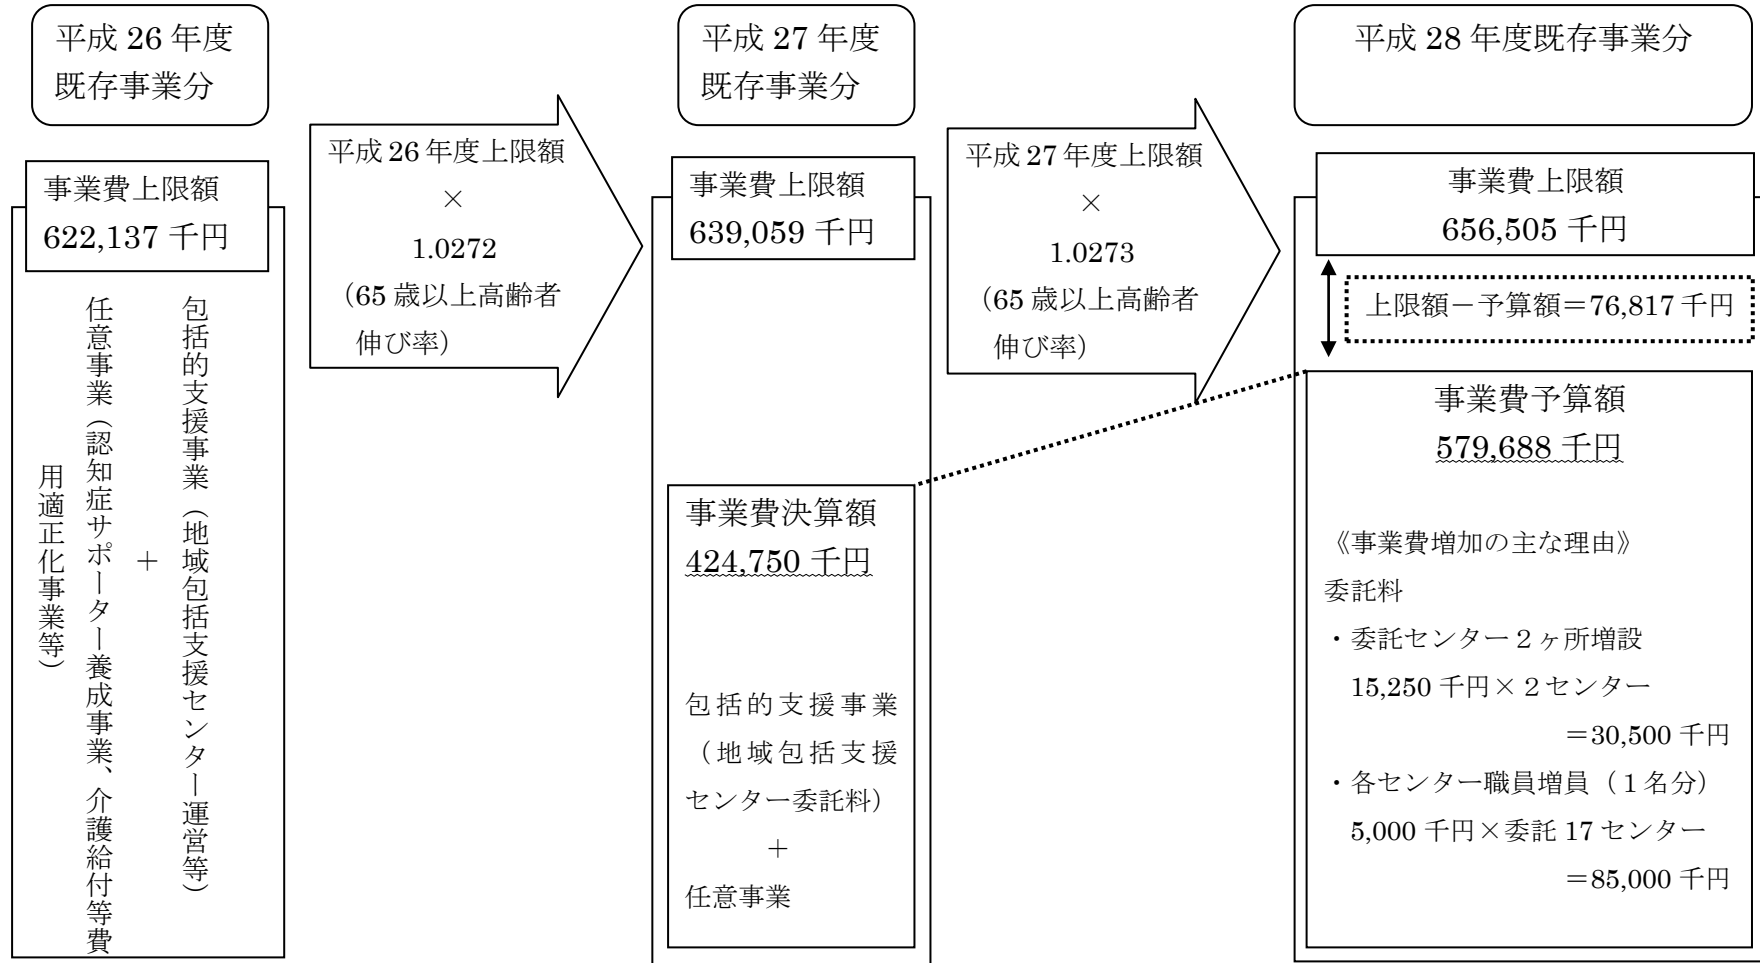 平成 26 年度
既存事業分
事業費上限額
622,137 千円
包括的支援事業（地域包括支援センター運営等）
＋
任意事業（認知症サポーター養成事業、介護給付等費
用適正化事業等）
平成 26 年度上限額
×
1.0272
（65 歳以上高齢者
伸び率）
平成 27 年度
既存事業分
事業費上限額
639,059 千円
事業費決算額
424,750 千円
包括的支援事業
（地域包括支援
センター委託料）
＋
任意事業
平成 27 年度上限額
×
1.0273
（65 歳以上高齢者
伸び率）
平成 28 年度既存事業分
事業費上限額
656,505 千円
上限額－予算額＝76,817 千円
事業費予算額
579,688 千円
《事業費増加の主な理由》
委託料
・委託センター２ヶ所増設
15,250 千円×２センター
＝30,500 千円
・各センター職員増員（１名分）
5,000 千円×委託 17 センター
＝85,000 千円